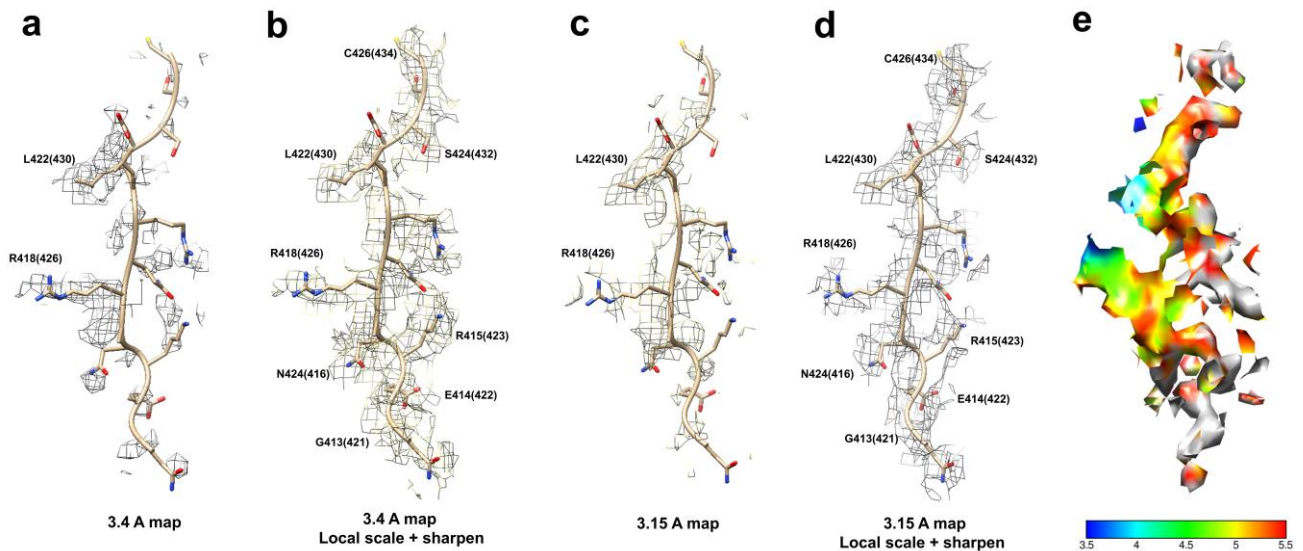 a
b
c
d
e
L422(430)
R418(426)
3.4 A map
C426(434)
L422(430)
S424(432)
R418(426)
R415(423)
N424(416)
E414(422)
G413(421)
3.4 A map
Local scale + sharpen
L422(430)
R418(426)
3.15 A map
C426(434)
L422(430)
S424(432)
R418(426)
R415(423)
N424(416)
E414(422)
G413(421)
3.15 A map
Local scale + sharpen
3.5 4 4.5 5 5.5